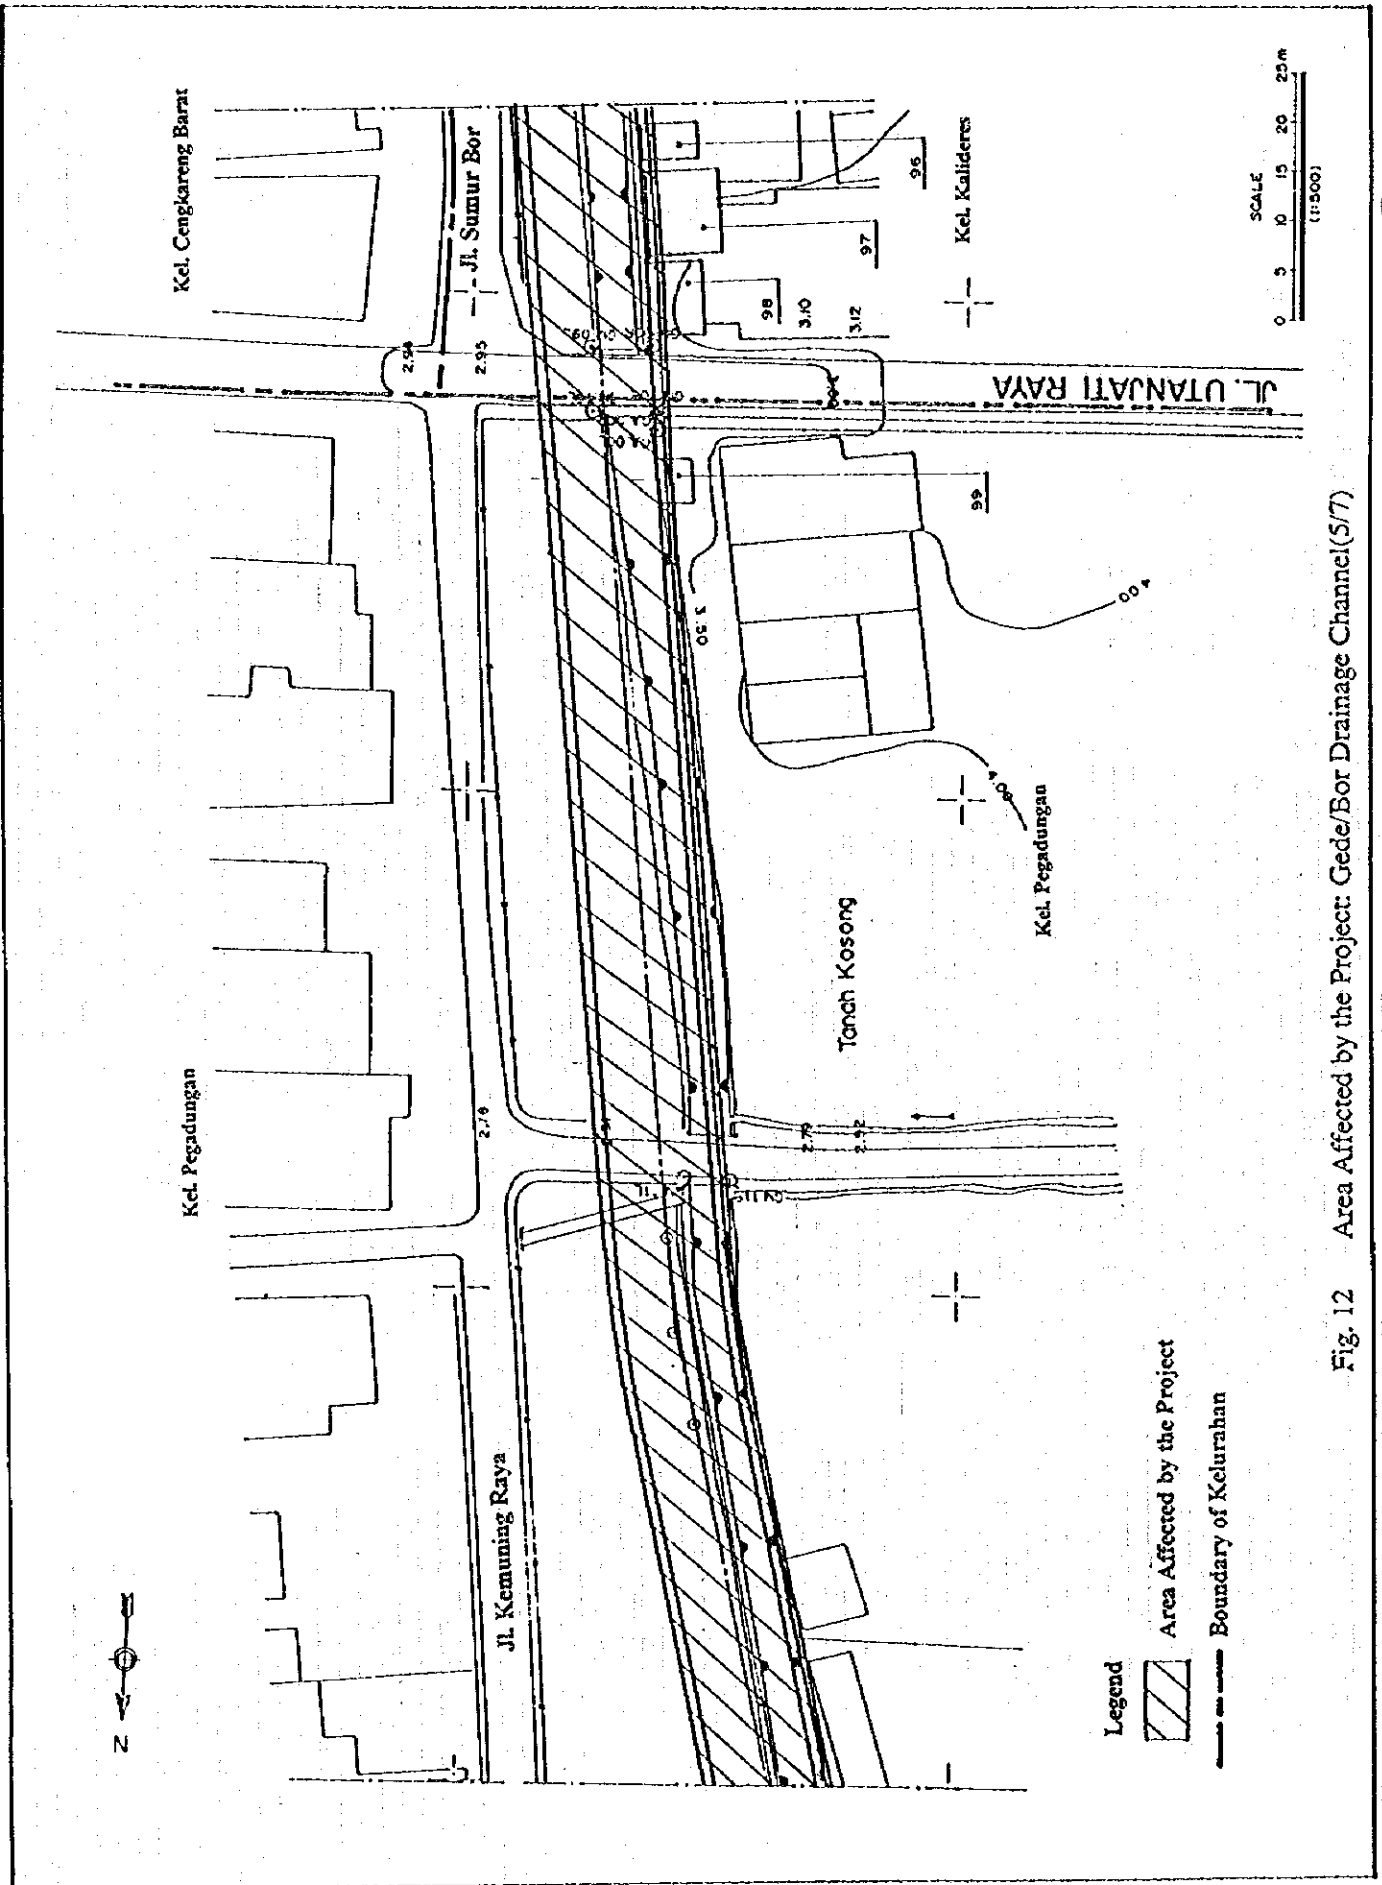 Kel. Pegadungan
Kel. Cengkareng Barat
N
Jl. Kemuning Raya
Jl. Sumur Bor
2.94
2.95
2.76
3.50
98
3.10
3.12
97
96
99
Kel. Kalideres
JL. UTANJATI RAYA
Tanah Kosong
2.79
2.92
Kel. Pegadungan
SCALE
0 5 10 15 20 25m
(1:500)
Legend
Area Affected by the Project
Boundary of Kelurahan
Fig. 12 Area Affected by the Project: Gede/Bor Drainage Channel(5/7)